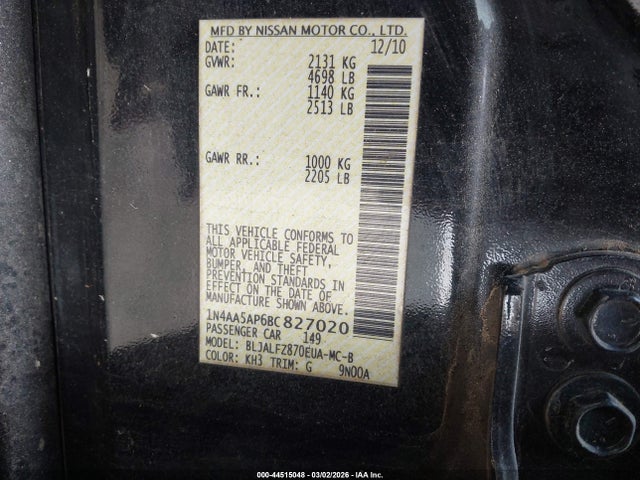 MFD BY NISSAN MOTOR CO., LTD.
DATE: 12/10
GVWR: 2131 KG
4698 LB
GAWR FR.: 1140 KG
2513 LB
GAWR RR.: 1000 KG
2205 LB
THIS VEHICLE CONFORMS TO
ALL APPLICABLE FEDERAL
MOTOR VEHICLE SAFETY,
BUMPER, AND THEFT
PREVENTION STANDARDS IN
EFFECT ON THE DATE OF
MANUFACTURE SHOWN ABOVE.
1N4AA5AP6BC 827020
PASSENGER CAR 149
MODEL: BLJALFZ870EUA-MC-B
COLOR: KH3 TRIM: G 9N00A
000-44515048 - 03/02/2026 - IAA Inc.